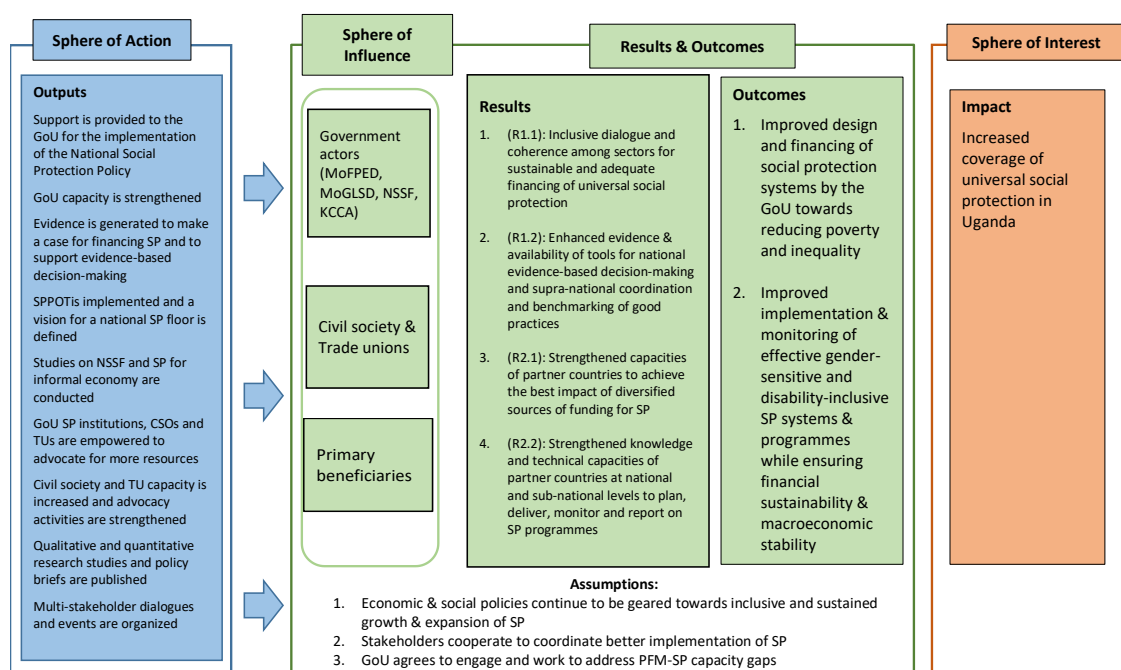 Sphere of Action
Outputs
Support is provided to the
GoU for the implementation
of the National Social
Protection Policy
GoU capacity is strengthened
Evidence is generated to make
a case for financing SP and to
support evidence-based
decision-making
SPPOTis implemented and a
vision for a national SP floor is
defined
Studies on NSSF and SP for
informal economy are
conducted
GoU SP institutions, CSOs and
TUs are empowered to
advocate for more resources
Civil society and TU capacity is
increased and advocacy
activities are strengthened
Qualitative and quantitative
research studies and policy
briefs are published
Multi-stakeholder dialogues
and events are organized
Sphere of
Influence
Government
actors
(MoFPED,
MoGLSD, NSSF,
KCCA)
Civil society &
Trade unions
Primary
beneficiaries
Results & Outcomes
Results
1. (R1.1): Inclusive dialogue and
coherence among sectors for
sustainable and adequate
financing of universal social
protection
2. (R1.2): Enhanced evidence &
availability of tools for national
evidence-based decision-making
and supra-national coordination
and benchmarking of good
practices
3. (R2.1): Strengthened capacities
of partner countries to achieve
the best impact of diversified
sources of funding for SP
4. (R2.2): Strengthened knowledge
and technical capacities of
partner countries at national
and sub-national levels to plan,
deliver, monitor and report on
SP programmes
Outcomes
1. Improved design
and financing of
social protection
systems by the
GoU towards
reducing poverty
and inequality
2. Improved
implementation &
monitoring of
effective gender-
sensitive and
disability-inclusive
SP systems &
programmes
while ensuring
financial
sustainability &
macroeconomic
stability
Assumptions:
1. Economic & social policies continue to be geared towards inclusive and sustained
growth & expansion of SP
2. Stakeholders cooperate to coordinate better implementation of SP
3. GoU agrees to engage and work to address PFM-SP capacity gaps
Sphere of Interest
Impact
Increased
coverage of
universal social
protection in
Uganda